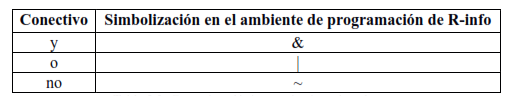 Conectivo Simbolización en el ambiente de programación de R-info
y &
o |
no ~